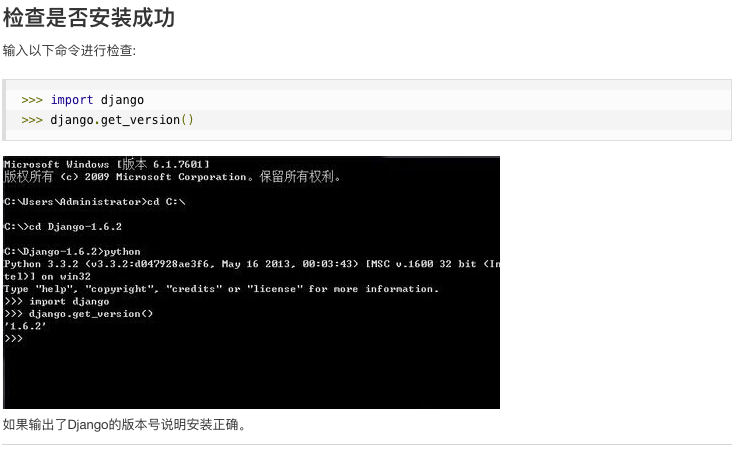 检查是否安装成功
输入以下命令进行检查:
>>> import django
>>> django.get_version()
Microsoft Windows [版本 6.1.7601]
版权所有 (c) 2009 Microsoft Corporation。保留所有权利。
C:\Users\Administrator>cd C:\
C:\>cd Django-1.6.2
C:\Django-1.6.2>python
Python 3.3.2 (v3.3.2:d047928ae3f6, May 16 2013, 00:03:43) [MSC v.1600 32 bit (In
tel)] on win32
Type "help", "copyright", "credits" or "license" for more information.
>>> import django
>>> django.get_version()
'1.6.2'
>>>
如果输出了Django的版本号说明安装正确。